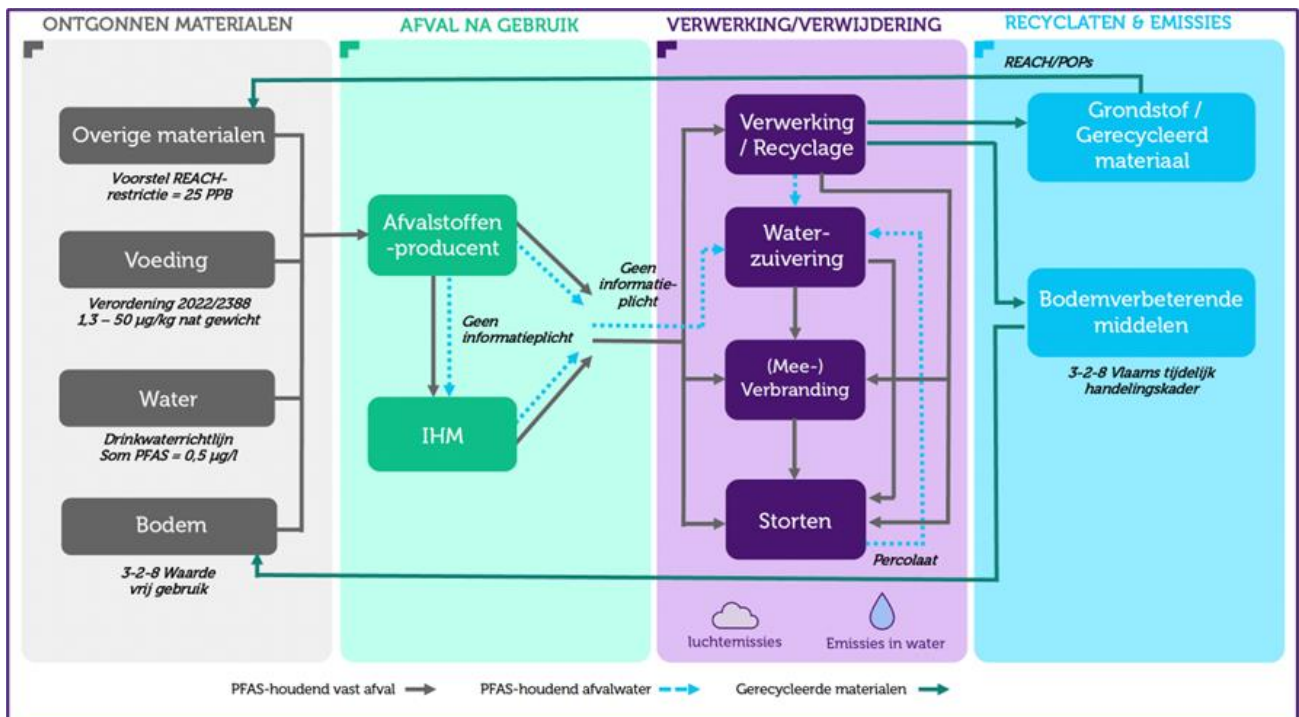 ONTGONNEN MATERIALEN
AFVAL NA GEBRUIK
VERWERKING/VERWIJDERING
RECYCLATEN & EMISSIES
REACH/POPs
Overige materialen
Voorstel REACH-
restrictie = 25 PPB
Voeding
Verordening 2022/2388
1,3 – 50 µg/kg nat gewicht
Water
Drinkwaterrichtlijn
Som PFAS = 0,5 µg/l
Bodem
3-2-8 Waarde
vrij gebruik
Afvalstoffen
-producent
Geen
informatieplicht
IHM
Geen
informatie-
plicht
Verwerking
/ Recyclage
Water-
zuivering
(Mee-)
Verbranding
Storten
Percolaat
luchtemissies
Emissies in water
Grondstof /
Gerecycleerd
materiaal
Bodemverbeterende
middelen
3-2-8 Vlaams tijdelijk
handelingskader
PFAS-houdend vast afval
PFAS-houdend afvalwater
Gerecycleerde materialen